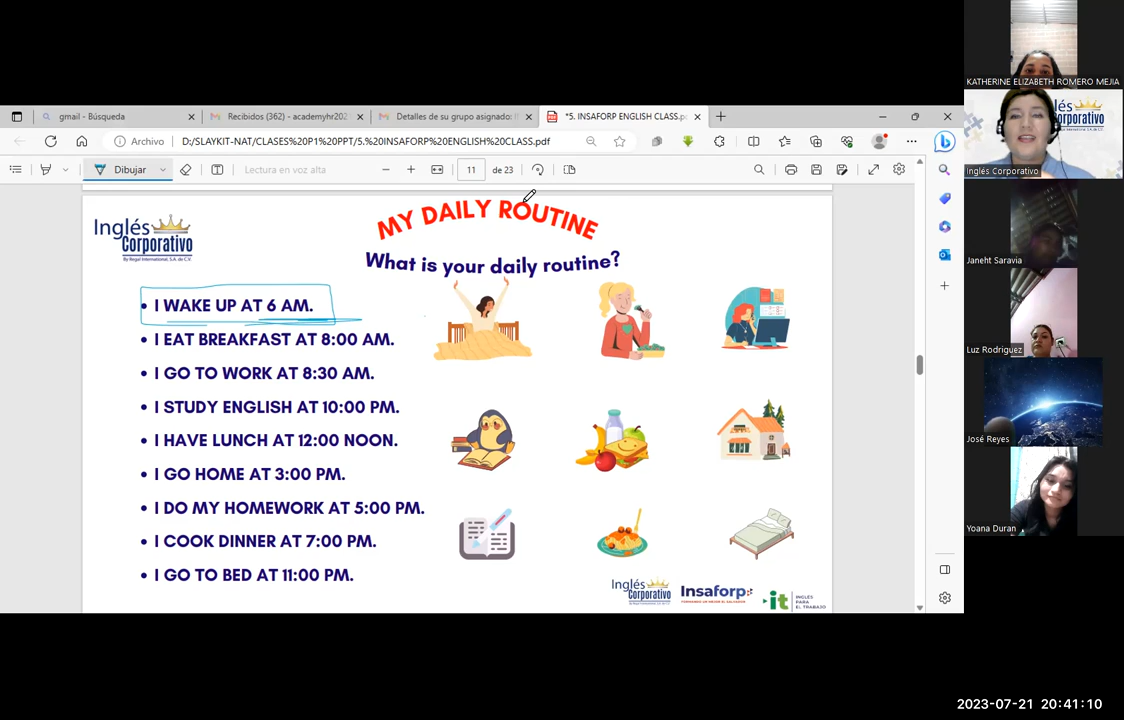 gmail - Búsqueda
Recibidos (362) - academyhr202
Detalles de su grupo asignado: I
*5. INSAFORP ENGLISH CLASS.p
Archivo
D:/SLAYKIT-NAT/CLASES%20P1%20PPT/5.%20INSAFORP%20ENGLISH%20CLASS.pdf
Dibujar
Lectura en voz alta
11
de 23
Inglés
Corporativo
By Regal International, S.A. de C.V.
MY DAILY ROUTINE
What is your daily routine?
• I WAKE UP AT 6 AM.
• I EAT BREAKFAST AT 8:00 AM.
• I GO TO WORK AT 8:30 AM.
• I STUDY ENGLISH AT 10:00 PM.
• I HAVE LUNCH AT 12:00 NOON.
• I GO HOME AT 3:00 PM.
• I DO MY HOMEWORK AT 5:00 PM.
• I COOK DINNER AT 7:00 PM.
• I GO TO BED AT 11:00 PM.
Inglés
Corporativo
Insaforp
it
INGLES
PARA
EL TRABAJO
KATHERINE ELIZABETH ROMERO MEJIA
glés
Corporativo
Inglés Corporativo
Janeht Saravia
Luz Rodriguez
José Reyes
Yoana Duran
2023-07-21 20:41:10